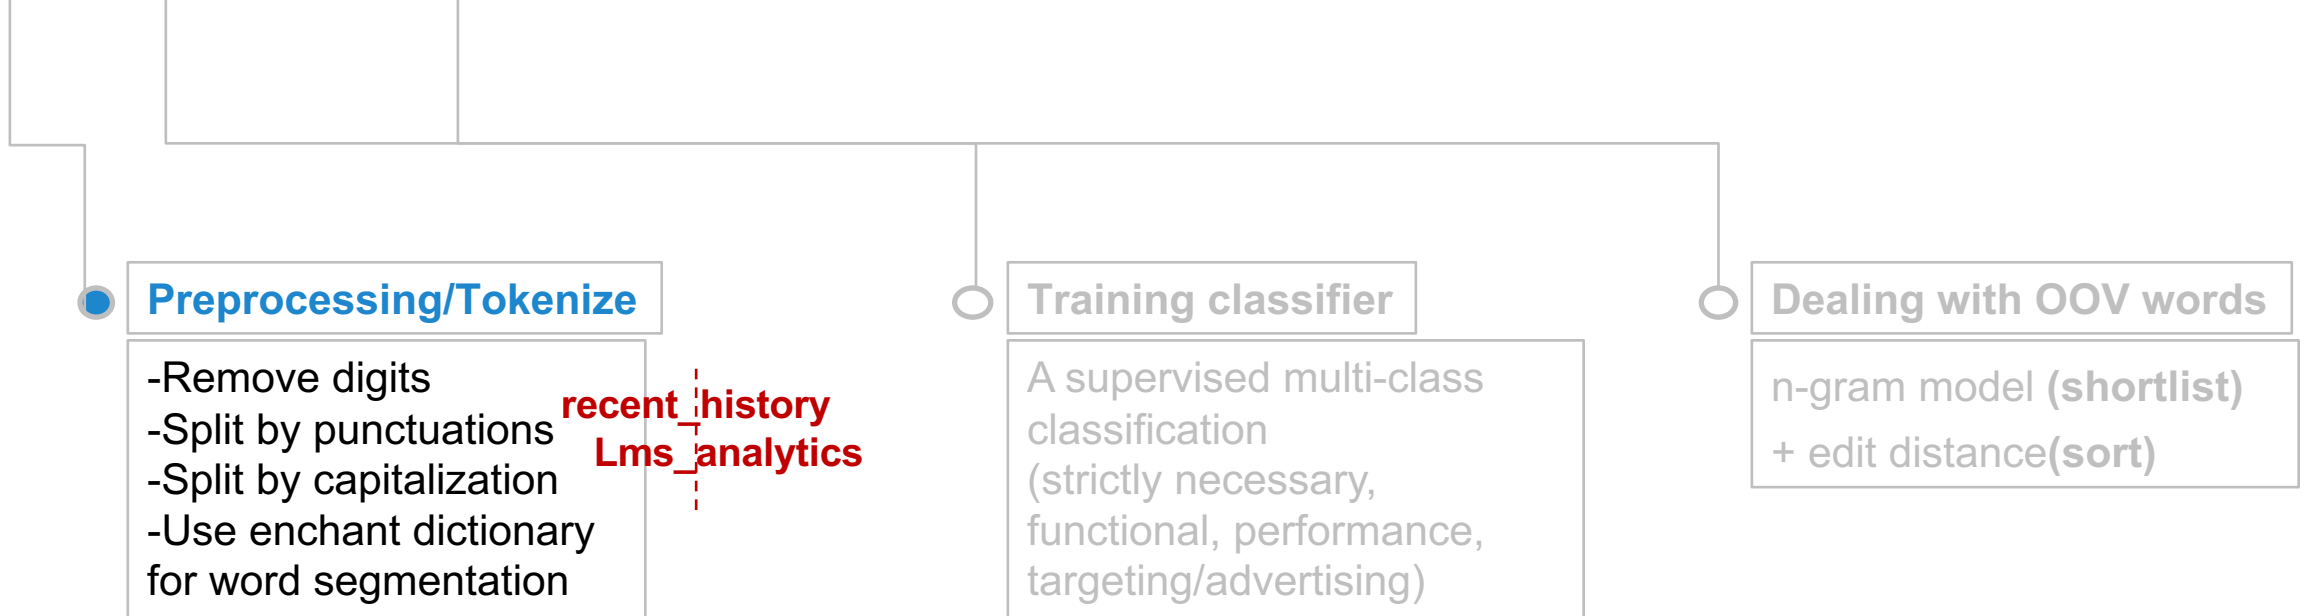 Preprocessing/Tokenize
-Remove digits
-Split by punctuations
-Split by capitalization
-Use enchant dictionary
for word segmentation
recent_history
Lms_analytics
Training classifier
A supervised multi-class
classification
(strictly necessary,
functional, performance,
targeting/advertising)
Dealing with OOV words
n-gram model (shortlist)
+ edit distance(sort)